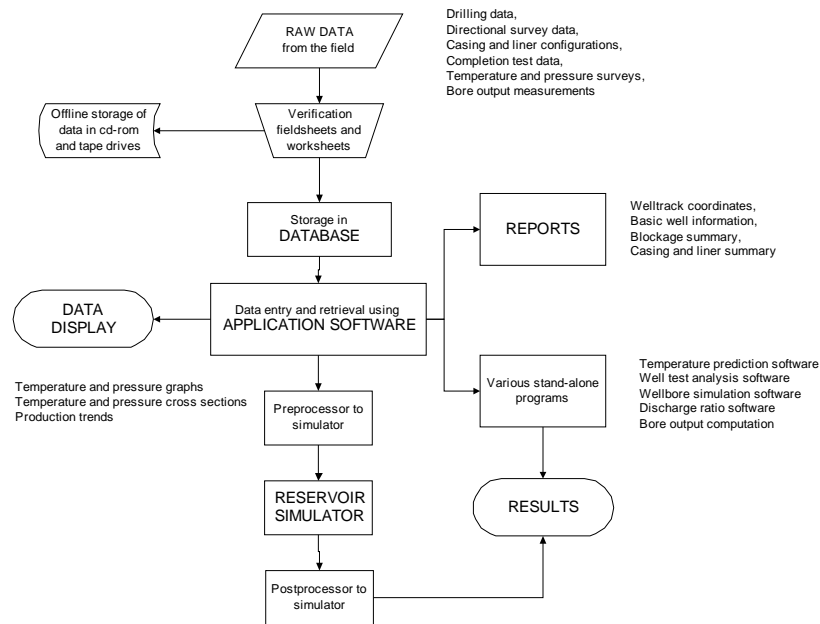 RAW DATA
from the field
Drilling data,
Directional survey data,
Casing and liner configurations,
Completion test data,
Temperature and pressure surveys,
Bore output measurements
Offline storage of
data in cd-rom
and tape drives
Verification
fieldsheets and
worksheets
Storage in
DATABASE
REPORTS
Welltrack coordinates,
Basic well information,
Blockage summary,
Casing and liner summary
DATA
DISPLAY
Data entry and retrieval using
APPLICATION SOFTWARE
Temperature and pressure graphs
Temperature and pressure cross sections
Production trends
Preprocessor to
simulator
Various stand-alone
programs
Temperature prediction software
Well test analysis software
Wellbore simulation software
Discharge ratio software
Bore output computation
RESERVOIR
SIMULATOR
RESULTS
Postprocessor to
simulator